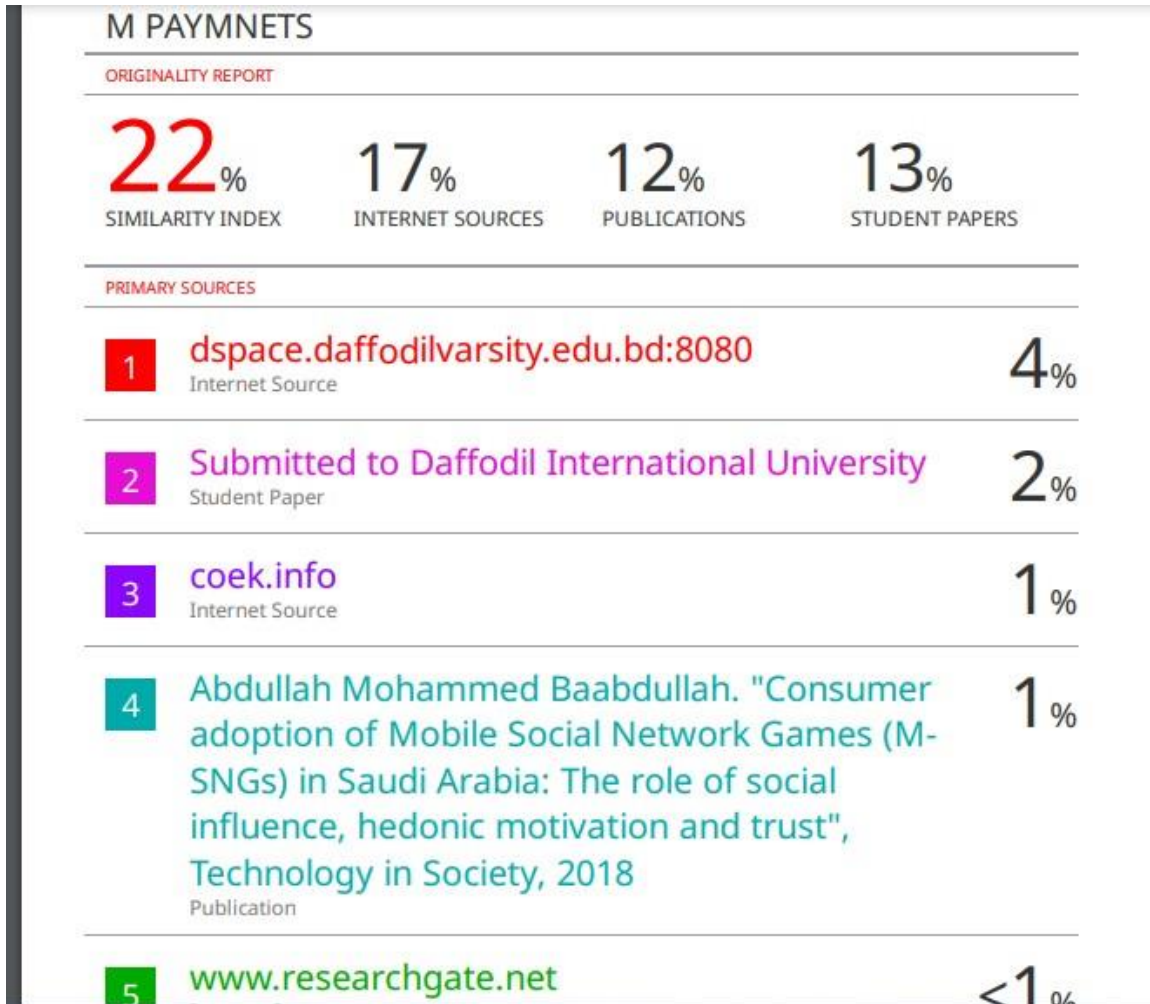 M PAYMNETS
ORIGINALITY REPORT
22% 17% 12% 13%
SIMILARITY INDEX INTERNET SOURCES PUBLICATIONS STUDENT PAPERS
PRIMARY SOURCES
1 dspace.daffodilvarsity.edu.bd:8080 4%
Internet Source
2 Submitted to Daffodil International University 2%
Student Paper
3 coek.info 1%
Internet Source
4 Abdullah Mohammed Baabdullah. "Consumer 1%
adoption of Mobile Social Network Games (M-
SNGs) in Saudi Arabia: The role of social
influence, hedonic motivation and trust",
Technology in Society, 2018
Publication
5 www.researchgate.net <1%